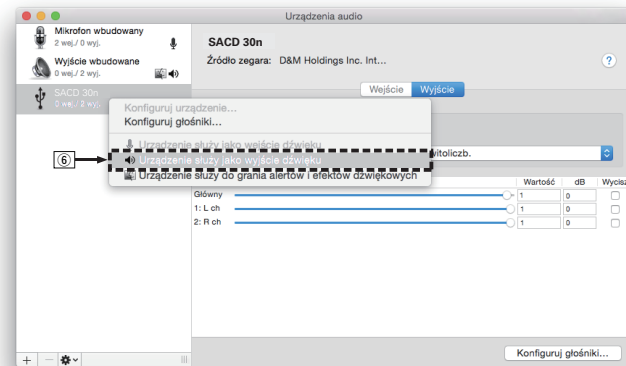 Urządzenia audio
Mikrofon wbudowany
2 wej./ 0 wyj.
Wyjście wbudowane
0 wej./ 2 wyj.
SACD 30n
0 wej./ 2 wyj.
SACD 30n
Źródło zegara: D&M Holdings Inc. Int...
?
Wejście
Wyjście
Konfiguruj urządzenie...
Konfiguruj głośniki...
Urządzenie służy jako wejście dźwięku
⑥
Urządzenie służy jako wyjście dźwięku
Urządzenie służy do grania alertów i efektów dźwiękowych
witoliczb.
Wartość dB Wycisz
Główny 1 0
1: L ch 1 0
2: R ch 1 0
Konfiguruj głośniki...